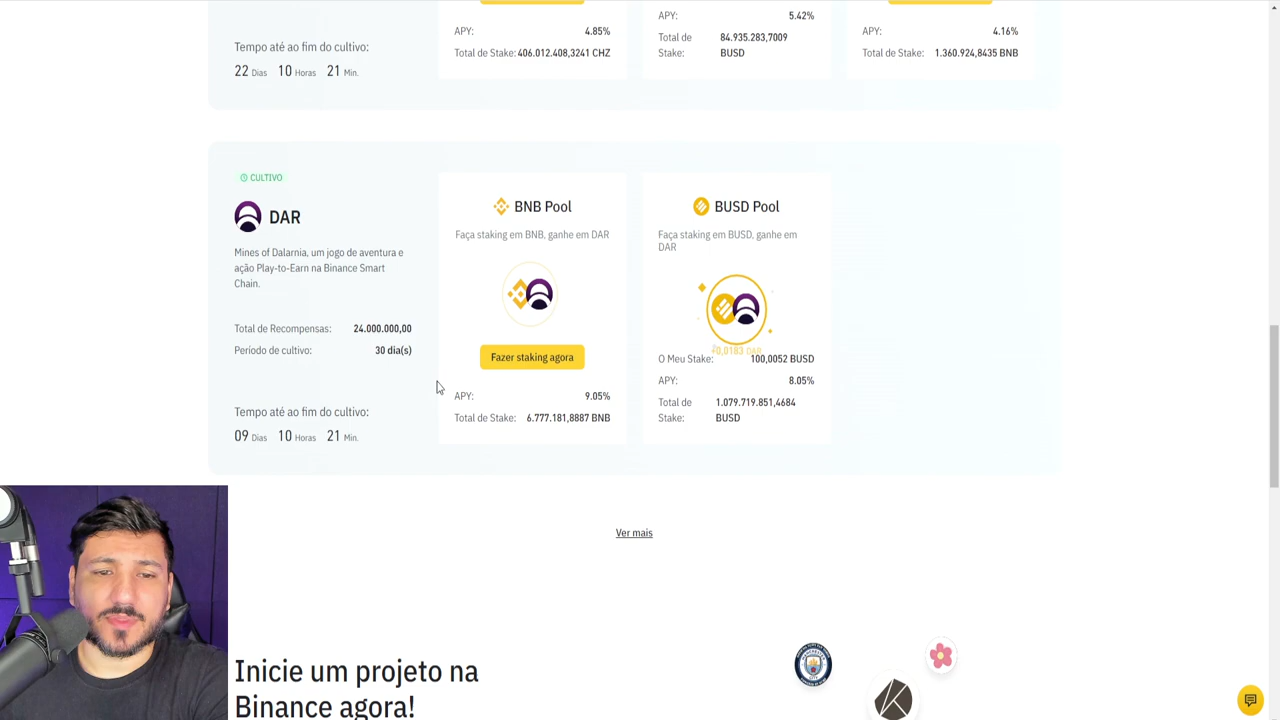 Tempo até ao fim do cultivo:
22 Dias 10 Horas 21 Min.
APY: 4.85%
Total de Stake: 406.012.408,3241 CHZ
APY: 5.42%
Total de Stake: 84.935.283,7009 BUSD
APY: 4.16%
Total de Stake: 1.360.924,8435 BNB
CULTIVO
DAR
Mines of Dalarnia, um jogo de aventura e
ação Play-to-Earn na Binance Smart
Chain.
Total de Recompensas: 24.000.000,00
Período de cultivo: 30 dia(s)
Tempo até ao fim do cultivo:
09 Dias 10 Horas 21 Min.
BNB Pool
Faça staking em BNB, ganhe em DAR
Fazer staking agora
APY: 9.05%
Total de Stake: 6.777.181,8887 BNB
BUSD Pool
Faça staking em BUSD, ganhe em
DAR
+0,0183 DAR
O Meu Stake: 100,0052 BUSD
APY: 8.05%
Total de Stake: 1.079.719.851,4684 BUSD
Ver mais
Inicie um projeto na
Binance agora!